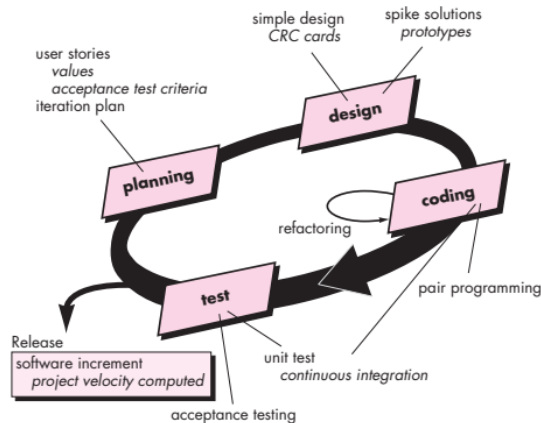 simple design
CRC cards
spike solutions
prototypes
user stories
values
acceptance test criteria
iteration plan
design
planning
coding
refactoring
test
pair programming
Release
software increment
project velocity computed
unit test
continuous integration
acceptance testing